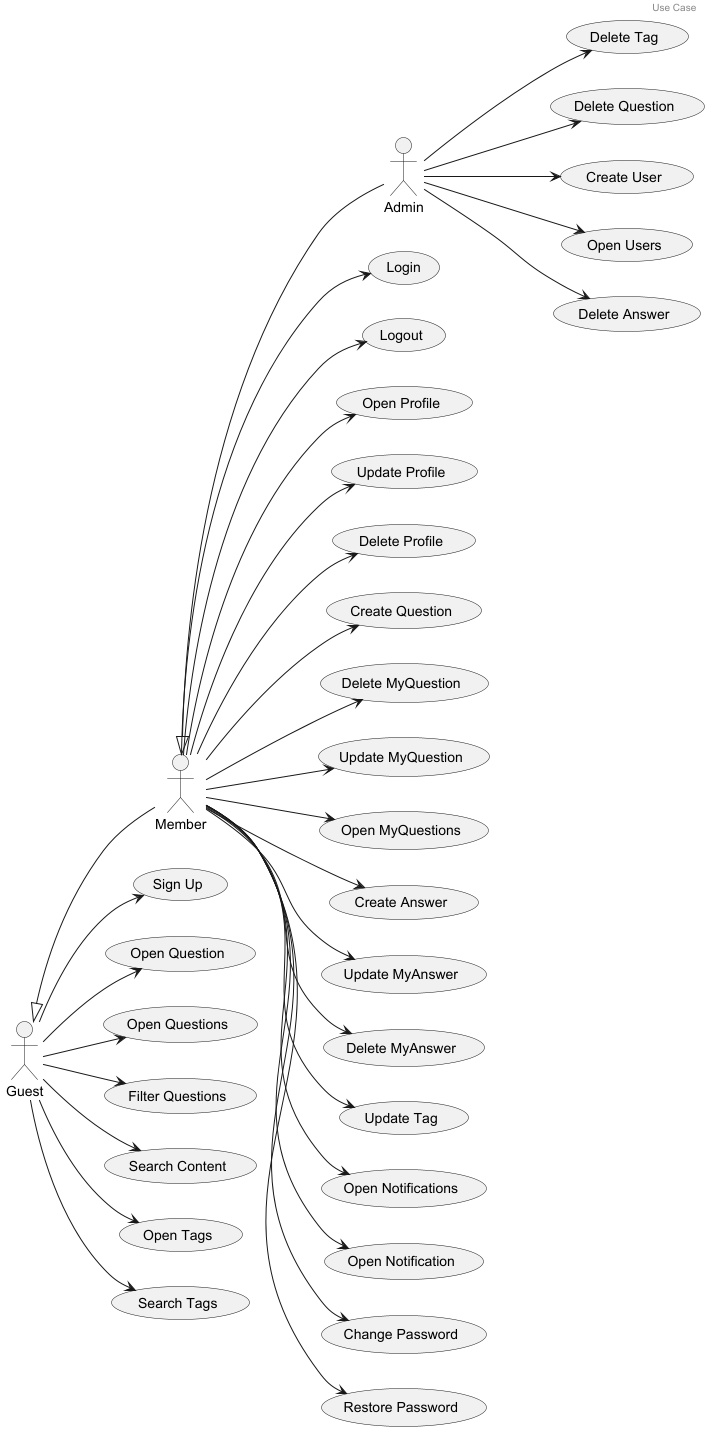 Use Case
Delete Tag
Delete Question
Create User
Open Users
Delete Answer
Admin
Login
Logout
Open Profile
Update Profile
Delete Profile
Create Question
Delete MyQuestion
Update MyQuestion
Open MyQuestions
Create Answer
Update MyAnswer
Delete MyAnswer
Update Tag
Open Notifications
Open Notification
Change Password
Restore Password
Member
Sign Up
Open Question
Open Questions
Filter Questions
Search Content
Open Tags
Search Tags
Guest